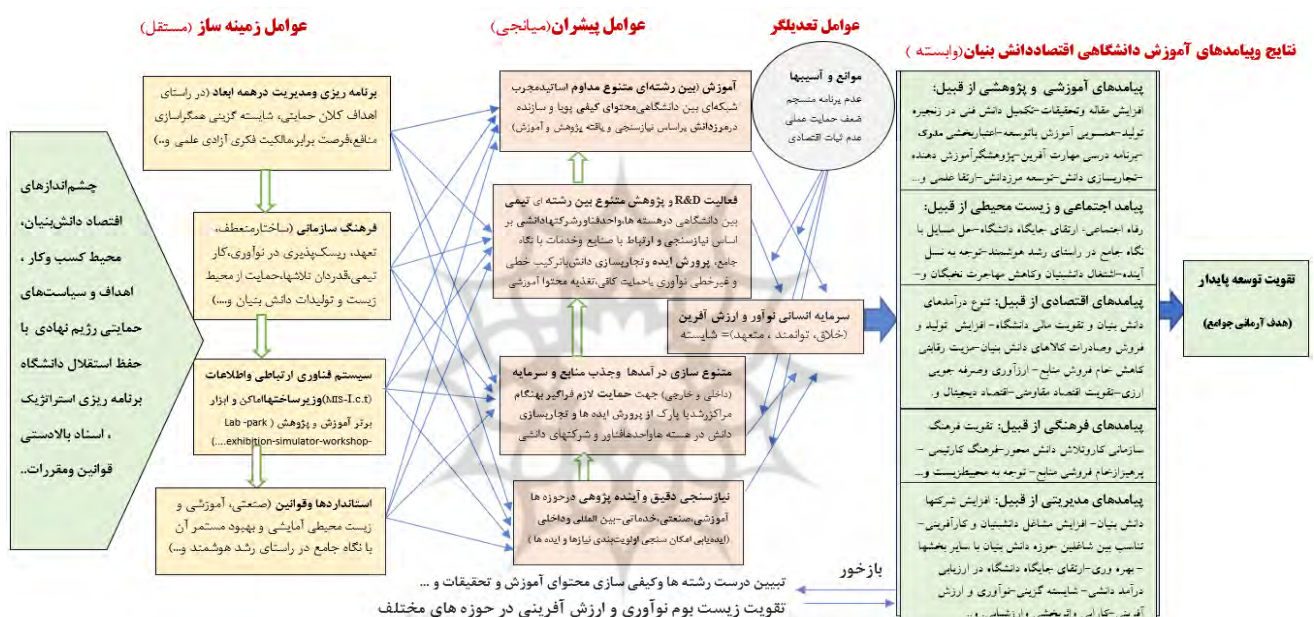 عوامل زمینه ساز (مستقل)
عوامل پیشران(میانجی)
عوامل تعدیلگر
نتایج وپیامدهای آموزش دانشگاهی اقتصاددانش بنیان(وابسته )
چشم‌اندازهای
اقتصاد دانش‌بنیان،
محیط کسب وکار ،
اهداف و سیاست‌های
حمایتی رژیم نهادی با
حفظ استقلال دانشگاه
برنامه ریزی استراتژیک
، اسناد بالادستی
قوانین ومقررات..
برنامه ریزی ومدیریت درهمه ابعاد (در راستای
اهداف کلان حمایتی، شایسته گزینی همگراسازی
منافع،فرصت برابر،مالکیت فکری آزادی علمی و..)
فرهنگ سازمانی (ساختارمنعطف،
تعهد، ریسک‌پذیری در نوآوری،کار
تیمی،قدردان تلاشها،حمایت از محیط
زیست و تولیدات دانش بنیان و....)
سیستم فناوری ارتباطی واطلاعات
(MIS-I.c.t)وزیرساختهااماکن و ابزار
برتر آموزش و پژوهش ( Lab -park
-exhibition-simulator-workshop....)
استانداردها وقوانین (صنعتی، آموزشی و
زیست محیطی آمایشی و بهبود مستمر آن
با نگاه جامع در راستای رشد هوشمند و...)
آموزش (بین رشته‌ای متنوع مداوم اساتیدمجرب
شبکه‌ای بین دانشگاهی‌محتوای کیفی پویا و سازنده
درمرزدانش براساس نیازسنجی و یافته پژوهش و آموزش)
فعالیت R&D و پژوهش متنوع بین رشته ای تیمی
بین دانشگاهی درهسته ها،واحدفناورشرکتهادانشی بر
اساس نیازسنجی و ارتباط با صنایع وخدمات با نگاه
جامع، پرورش ایده وتجاریسازی دانش‌باترکیب خطی
و غیرخطی نوآوری باحمایت کافی،تغذیه محتوا آموزشی
متنوع سازی درآمدها وجذب منابع و سرمایه
(داخلی و خارجی) جهت حمایت لازم فراگیر بهنگام
مراکزرشدیا پارک از پرورش ایده ها و تجاریسازی
دانش در هسته هاواحدهافناور و شرکتهای دانشی
نیازسنجی دقیق و آینده پژوهی درحوزه ها
آموزشی،صنعتی،خدماتی-بین المللی وداخلی
(ایده‌یابی امکان سنجی اولویت‌بندی نیازها و ایده ها )
موانع و آسیبها
عدم برنامه منسجم
ضعف حمایت عملی
عدم ثبات اقتصادی
سرمایه انسانی نوآور و ارزش آفرین
(خلاق، توانمند ، متعهد)= شایسته
پیامدهای آموزشی و پژوهشی از قبیل:
افزایش مقاله وتحقیقات-تکمیل دانش فنی در زنجیره
تولید-همسویی آموزش باتوسعه-اعتباربخشی مدرک
-برنامه درسی مهارت آفرین-پژوهشگرآموزش دهنده
-تجاریسازی دانش-توسعه مرزدانش-ارتقا علمی و...
پیامد اجتماعی و زیست محیطی از قبیل:
رفاه اجتماعی- ارتقای جایگاه دانشگاه-حل مسایل با
نگاه جامع در راستای رشد هوشمند-توجه به نسل
آینده-اشتغال دانشبنیان وکاهش مهاجرت نخبگان و-
پیامدهای اقتصادی از قبیل: تنوع درآمدهای
دانش بنیان و تقویت مالی دانشگاه- افزایش تولید و
فروش وصادرات کالاهای دانش بنیان-مزیت رقابتی
کاهش خام فروش منابع - ارزآوری وصرفه جویی
ارزی-تقویت اقتصاد مقاومتی-اقتصاد دیجیتال و.
پیامدهای فرهنگی از قبیل: تقویت فرهنگ
سازمانی کاروتلاش دانش محور-فرهنگ کارتیمی -
پرهیزازخام فروشی منابع- توجه به محیطزیست و...
پیامدهای مدیریتی از قبیل: افزایش شرکتها
دانش بنیان- افزایش مشاغل دانشبنیان و کارآفرینی-
تناسب بین شاغلین حوزه دانش بنیان با سایر بخشها
- بهره وری-ارتقای جایگاه دانشگاه در ارزیابی
درآمد دانشی- شایسته گزینی-نوآوری و ارزش
آفرینی-کارایی واثربخشی وارزشیابی و...
تقویت توسعه پایدار
(هدف آرمانی جوامع)
بازخور
تبیین درست رشته ها وکیفی سازی محتوای آموزش و تحقیقات و ...
تقویت زیست بوم نوآوری و ارزش آفرینی در حوزه های مختلف